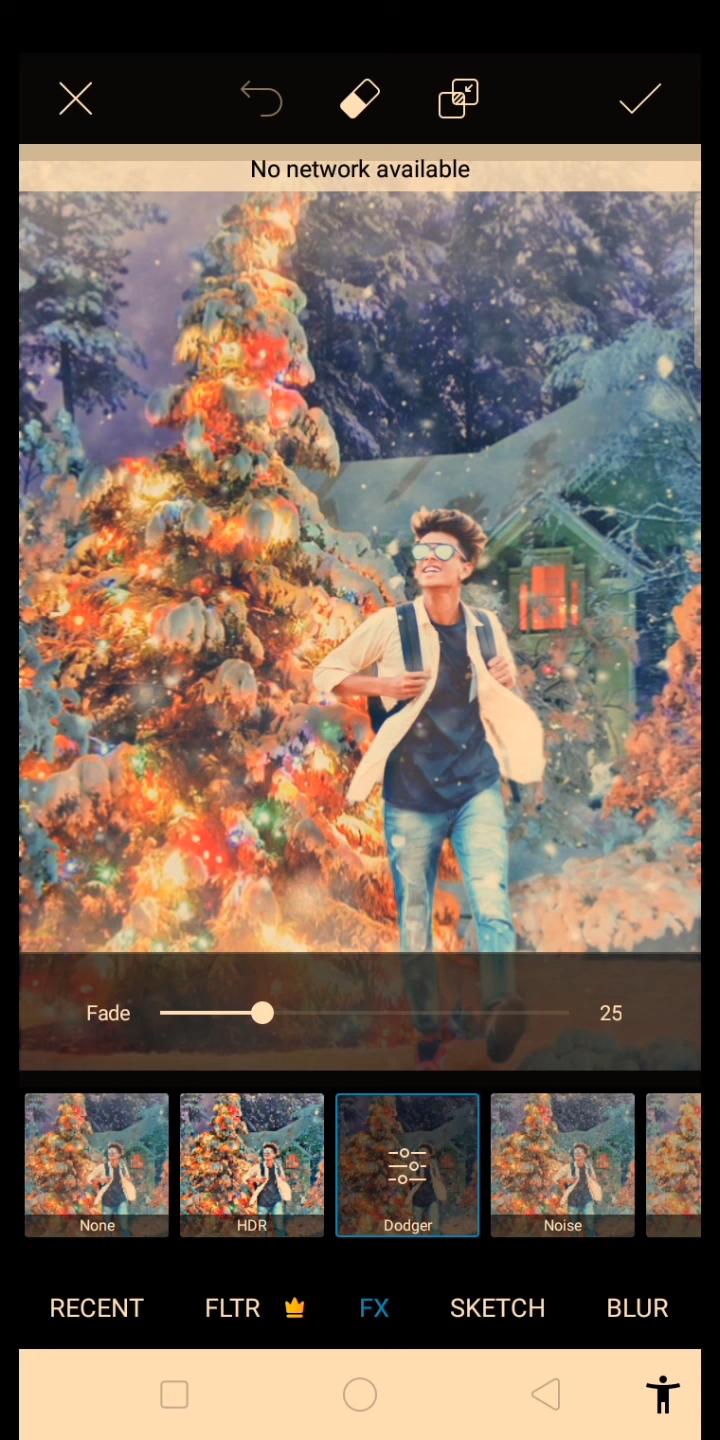 No network available
Fade 25
None HDR Dodger Noise
RECENT FLTR FX SKETCH BLUR